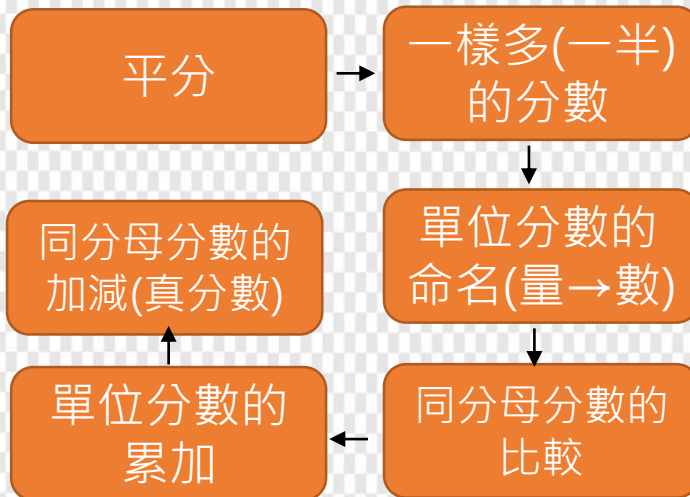 平分
一樣多(一半)
的分數
單位分數的
命名(量→數)
同分母分數的
比較
單位分數的
累加
同分母分數的
加減(真分數)